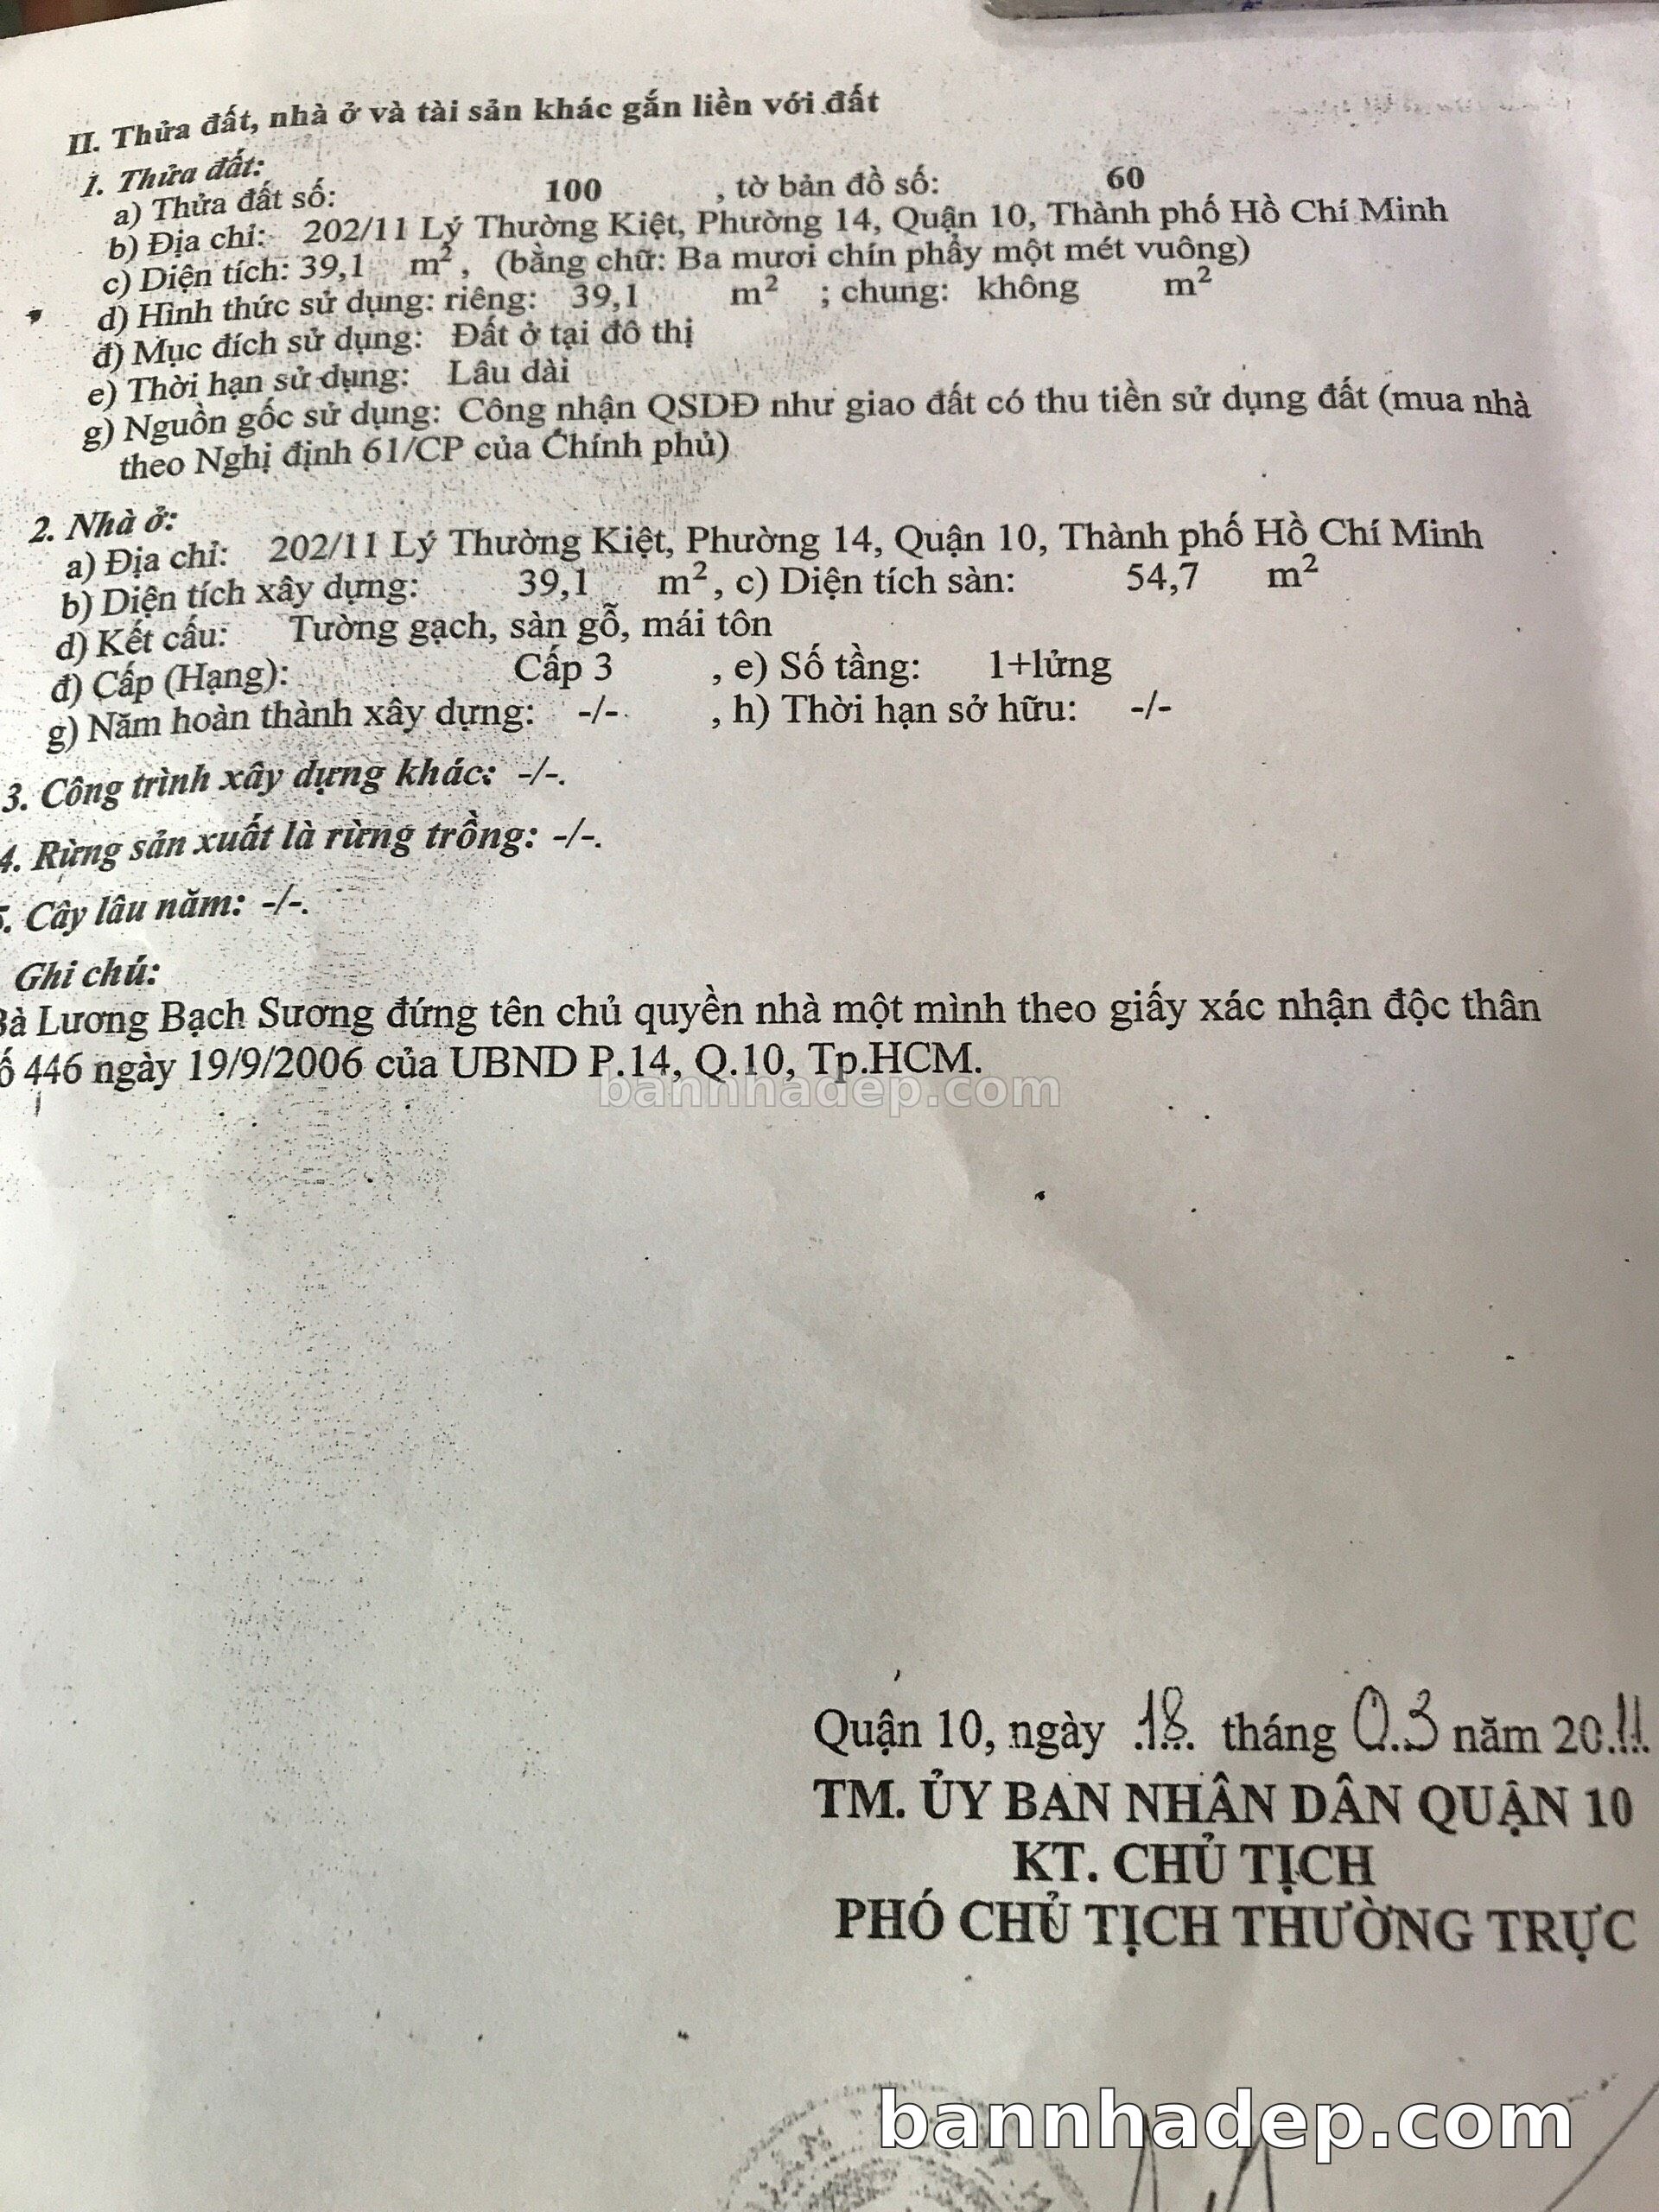 II. Thửa đất, nhà ở và tài sản khác gắn liền với đất
1. Thửa đất:
a) Thửa đất số: 100 , tờ bản đồ số: 60
b) Địa chỉ: 202/11 Lý Thường Kiệt, Phường 14, Quận 10, Thành phố Hồ Chí Minh
c) Diện tích: 39,1 m², (bằng chữ: Ba mươi chín phẩy một mét vuông)
d) Hình thức sử dụng: riêng: 39,1 m² ; chung: không m²
đ) Mục đích sử dụng: Đất ở tại đô thị
e) Thời hạn sử dụng: Lâu dài
g) Nguồn gốc sử dụng: Công nhận QSDĐ như giao đất có thu tiền sử dụng đất (mua nhà
theo Nghị định 61/CP của Chính phủ)
2. Nhà ở:
a) Địa chỉ: 202/11 Lý Thường Kiệt, Phường 14, Quận 10, Thành phố Hồ Chí Minh
b) Diện tích xây dựng: 39,1 m², c) Diện tích sàn: 54,7 m²
d) Kết cấu: Tường gạch, sàn gỗ, mái tôn
đ) Cấp (Hạng): Cấp 3 , e) Số tầng: 1+lửng
g) Năm hoàn thành xây dựng: -/- , h) Thời hạn sở hữu: -/-
3. Công trình xây dựng khác: -/-.
4. Rừng sản xuất là rừng trồng: -/-.
5. Cây lâu năm: -/-.
Ghi chú:
Bà Lương Bạch Sương đứng tên chủ quyền nhà một mình theo giấy xác nhận độc thân
ố 446 ngày 19/9/2006 của UBND P.14, Q.10, Tp.HCM.
bannhadep.com
Quận 10, ngày 18 tháng 03 năm 2011
TM. ỦY BAN NHÂN DÂN QUẬN 10
KT. CHỦ TỊCH
PHÓ CHỦ TỊCH THƯỜNG TRỰC
bannhadep.com